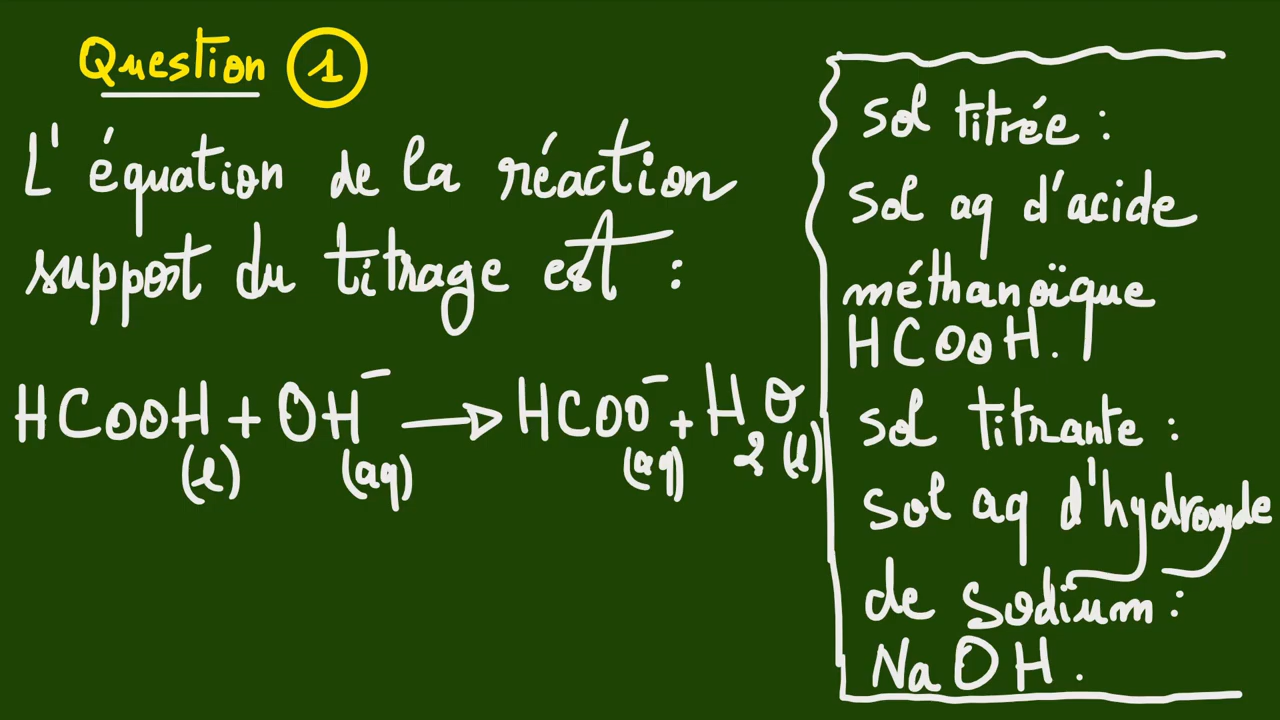 Question 1
L'équation de la réaction
support du titrage est :
HCOOH(l) + OH⁻(aq) → HCOO⁻(aq) + H₂O(l)
Sol titrée :
Sol aq d'acide
méthanoïque
HCOOH.
Sol titrante :
Sol aq d'hydroxyde
de sodium :
NaOH.